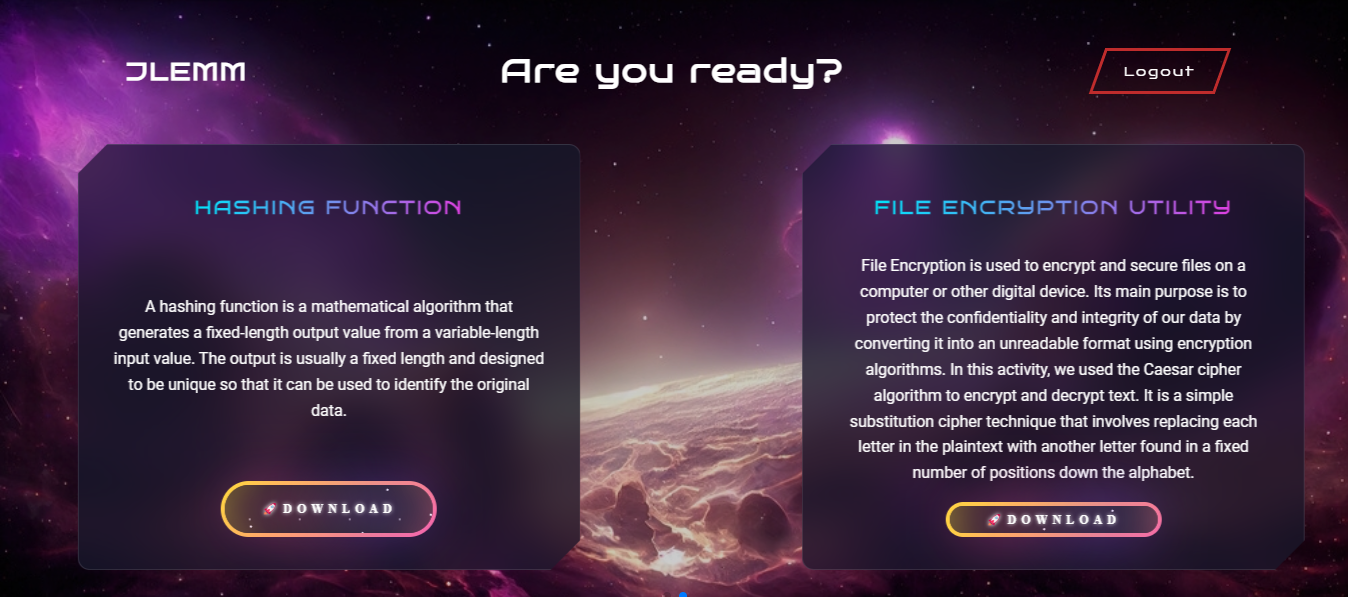 JLEMM
Are you ready?
Logout
HASHING FUNCTION
A hashing function is a mathematical algorithm that
generates a fixed-length output value from a variable-length
input value. The output is usually a fixed length and designed
to be unique so that it can be used to identify the original
data.
DOWNLOAD
FILE ENCRYPTION UTILITY
File Encryption is used to encrypt and secure files on a
computer or other digital device. Its main purpose is to
protect the confidentiality and integrity of our data by
converting it into an unreadable format using encryption
algorithms. In this activity, we used the Caesar cipher
algorithm to encrypt and decrypt text. It is a simple
substitution cipher technique that involves replacing each
letter in the plaintext with another letter found in a fixed
number of positions down the alphabet.
DOWNLOAD